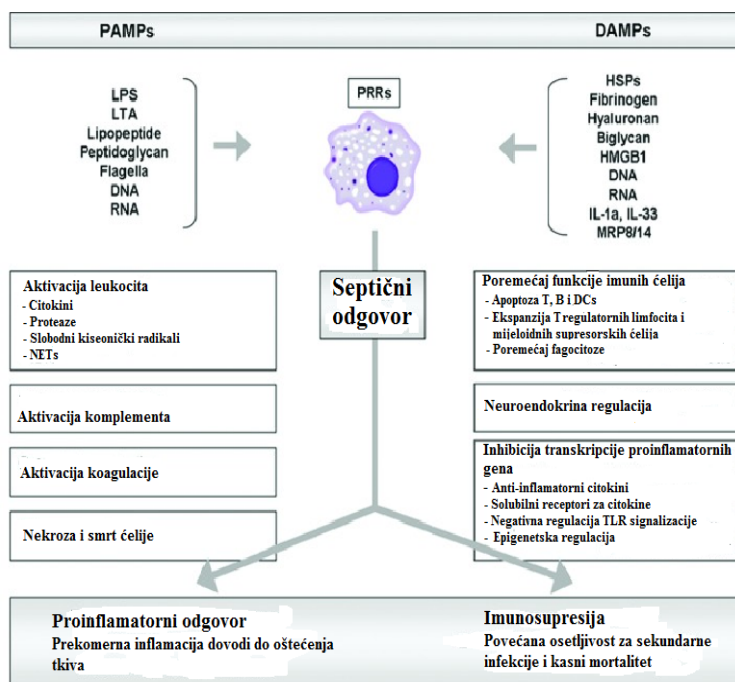 PAMPs
DAMPs
LPS
LTA
Lipopeptide
Peptidoglycan
Flagella
DNA
RNA
PRRs
HSPs
Fibrinogen
Hyaluronan
Biglycan
HMGB1
DNA
RNA
IL-1a, IL-33
MRP8/14
Septični
odgovor
Aktivacija leukocita
- Citokini
- Proteaze
- Slobodni kiseonički radikali
- NETs
Aktivacija komplementa
Aktivacija koagulacije
Nekroza i smrt ćelije
Poremećaj funkcije imunih ćelija
- Apoptoza T, B i DCs
- Ekspanzija T regulatornih limfocita i
mijeloidnih supresorskih ćelija
- Poremećaj fagocitoze
Neuroendokrina regulacija
Inhibicija transkripcije proinflamatornih
gena
- Anti-inflamatorni citokini
- Solubilni receptori za citokine
- Negativna regulacija TLR signalizacije
- Epigenetska regulacija
Proinflamatorni odgovor
Prekomerna inflamacija dovodi do oštećenja
tkiva
Imunosupresija
Povećana osetljivost za sekundarne
infekcije i kasni mortalitet